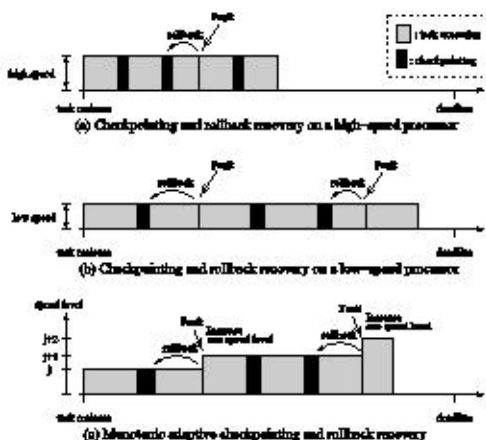 Fault
: task execution
rollback
: checkpointing
high-speed
task release
deadline
(a) Checkpointing and rollback recovery on a high-speed processor
Fault
Fault
rollback
rollback
low-speed
task release
deadline
(b) Checkpointing and rollback recovery on a low-speed processor
speed level
Fault
j+2
Fault
Increase
one speed level
Increase
one speed level
j+1
rollback
rollback
j
task release
deadline
(c) Monotonic adaptive checkpointing and rollback recovery